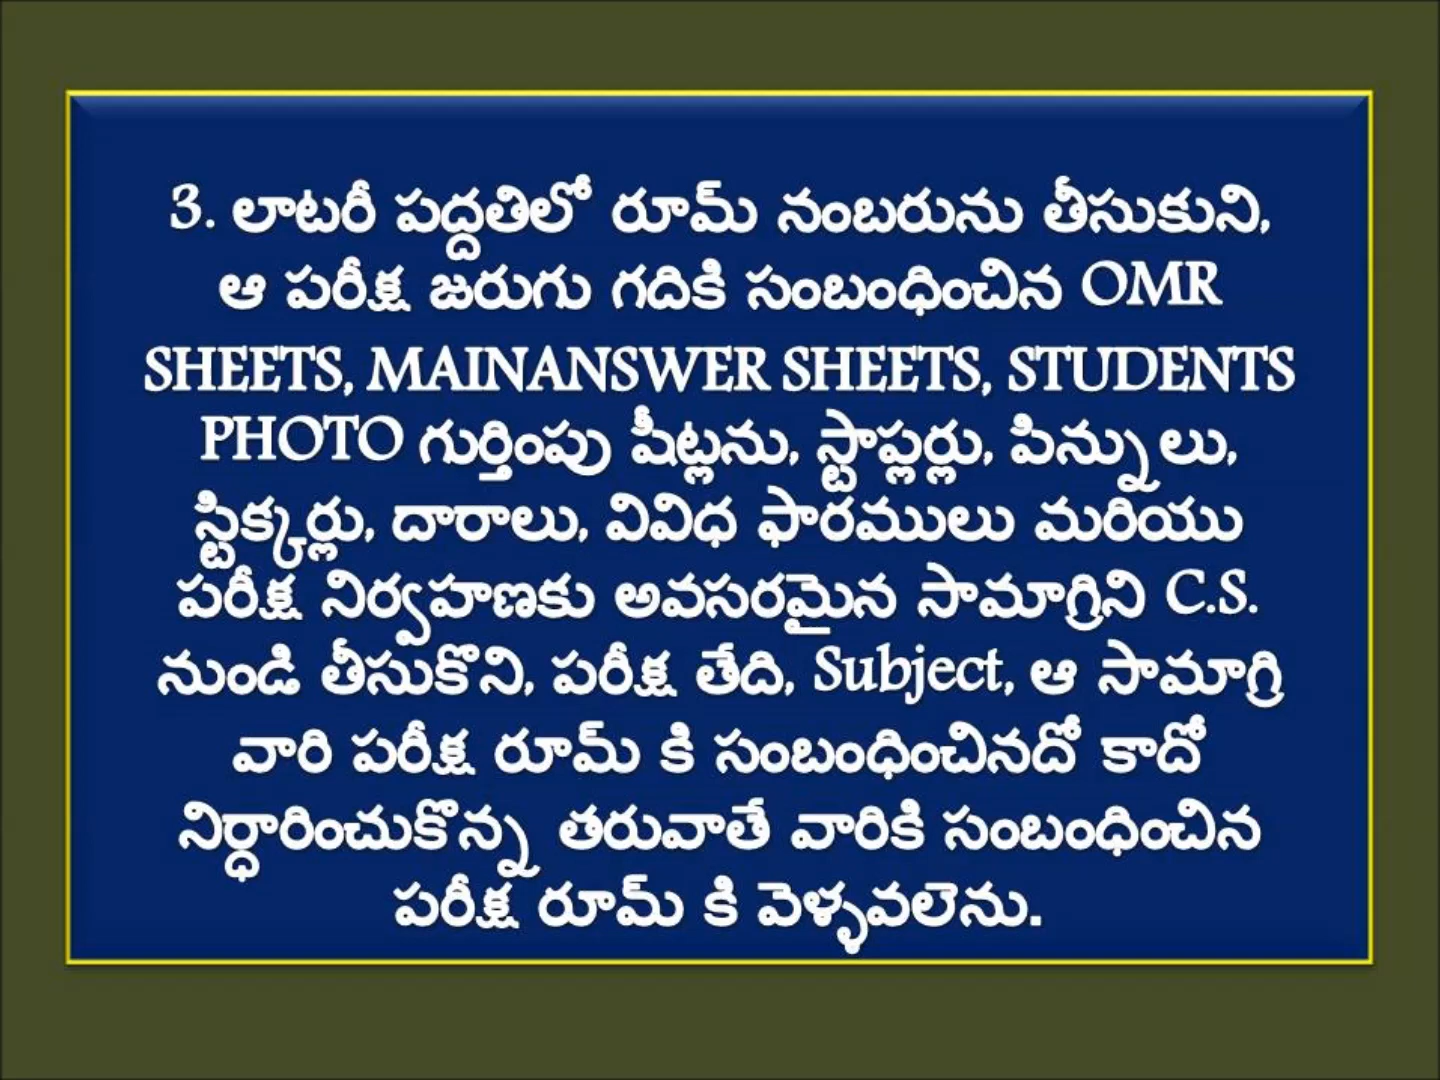 3. లాటరీ పద్దతిలో రూమ్ నంబరును తీసుకుని,
ఆ పరీక్ష జరుగు గదికి సంబంధించిన OMR
SHEETS, MAINANSWER SHEETS, STUDENTS
PHOTO గుర్తింపు షీట్లను, స్టాప్లర్లు, పిన్నులు,
స్టిక్కర్లు, దారాలు, వివిధ ఫారములు మరియు
పరీక్ష నిర్వహణకు అవసరమైన సామాగ్రిని C.S.
నుండి తీసుకొని, పరీక్ష తేది, Subject, ఆ సామాగ్రి
వారి పరీక్ష రూమ్ కి సంబంధించినదో కాదో
నిర్ధారించుకొన్న తరువాతే వారికి సంబంధించిన
పరీక్ష రూమ్ కి వెళ్ళవలెను.